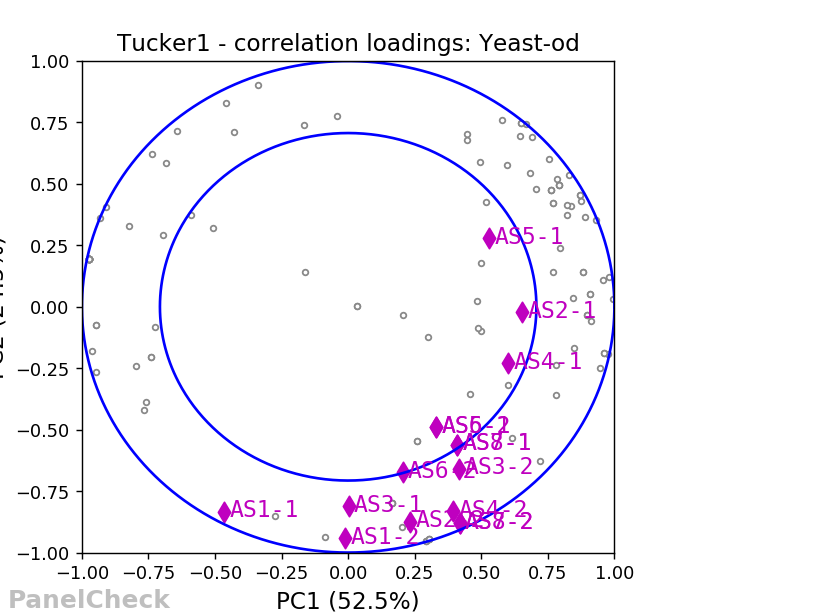 Tucker1 - correlation loadings: Yeast-od
1.00
0.75
0.50
0.25
0.00
−0.25
−0.50
−0.75
−1.00
AS5-1
AS2-1
AS4-1
AS8-1
AS3-2
AS6-2
AS1-1
AS3-1
AS4-2
AS1-2
−1.00 −0.75 −0.50 −0.25 0.00 0.25 0.50 0.75 1.00
PC1 (52.5%)
PanelCheck